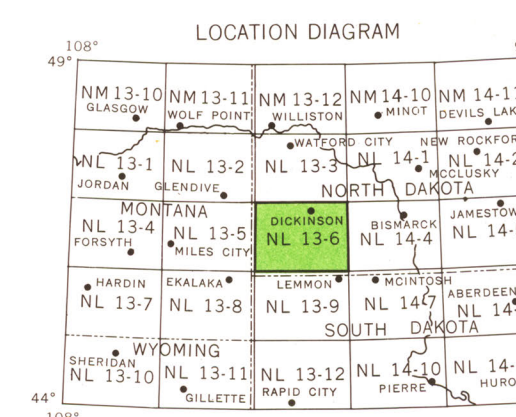 LOCATION DIAGRAM
108°
49°
NM 13-10 NM 13-11 NM 13-12 NM 14-10 NM 14-11
GLASGOW WOLF POINT WILLISTON MINOT DEVILS LAK
WATFORD CITY NEW ROCKFOR
NL 13-1 NL 13-2 NL 13-3 NL 14-1 NL 14-2
MCCLUSKY
JORDAN GLENDIVE NORTH DAKOTA
MONTANA DICKINSON BISMARCK JAMESTOW
NL 13-4 NL 13-5 NL 13-6 NL 14-4 NL 14-
FORSYTH MILES CITY
HARDIN EKALAKA LEMMON MCINTOSH ABERDEEN
NL 13-7 NL 13-8 NL 13-9 NL 14-7 NL 14-
SOUTH DAKOTA
WYOMING
SHERIDAN
NL 13-10 NL 13-11 NL 13-12 NL 14-10 NL 14-
GILLETTE RAPID CITY PIERRE HURO
44°
108°